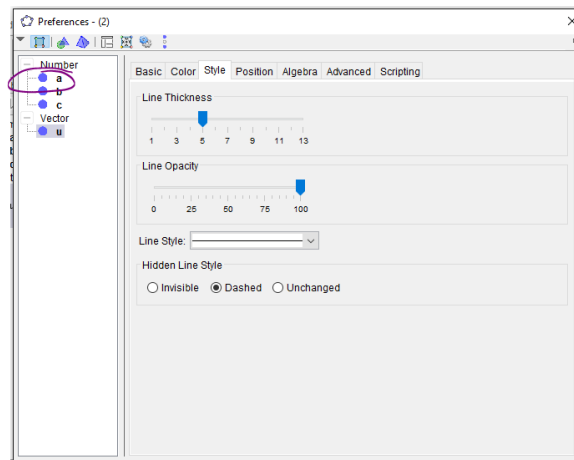 Preferences - (2)
Number
a
b
c
Vector
u
Basic Color Style Position Algebra Advanced Scripting
Line Thickness
1 3 5 7 9 11 13
Line Opacity
0 25 50 75 100
Line Style:
Hidden Line Style
Invisible Dashed Unchanged